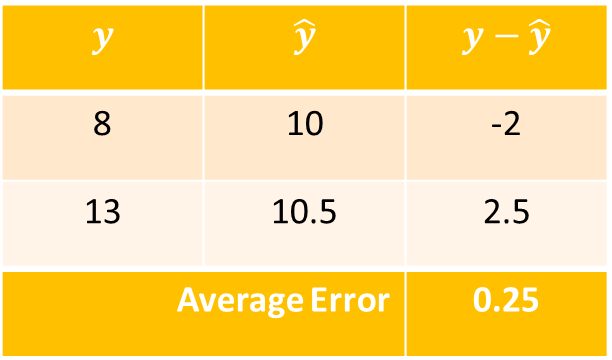 y ŷ y − ŷ
8 10 -2
13 10.5 2.5
Average Error 0.25